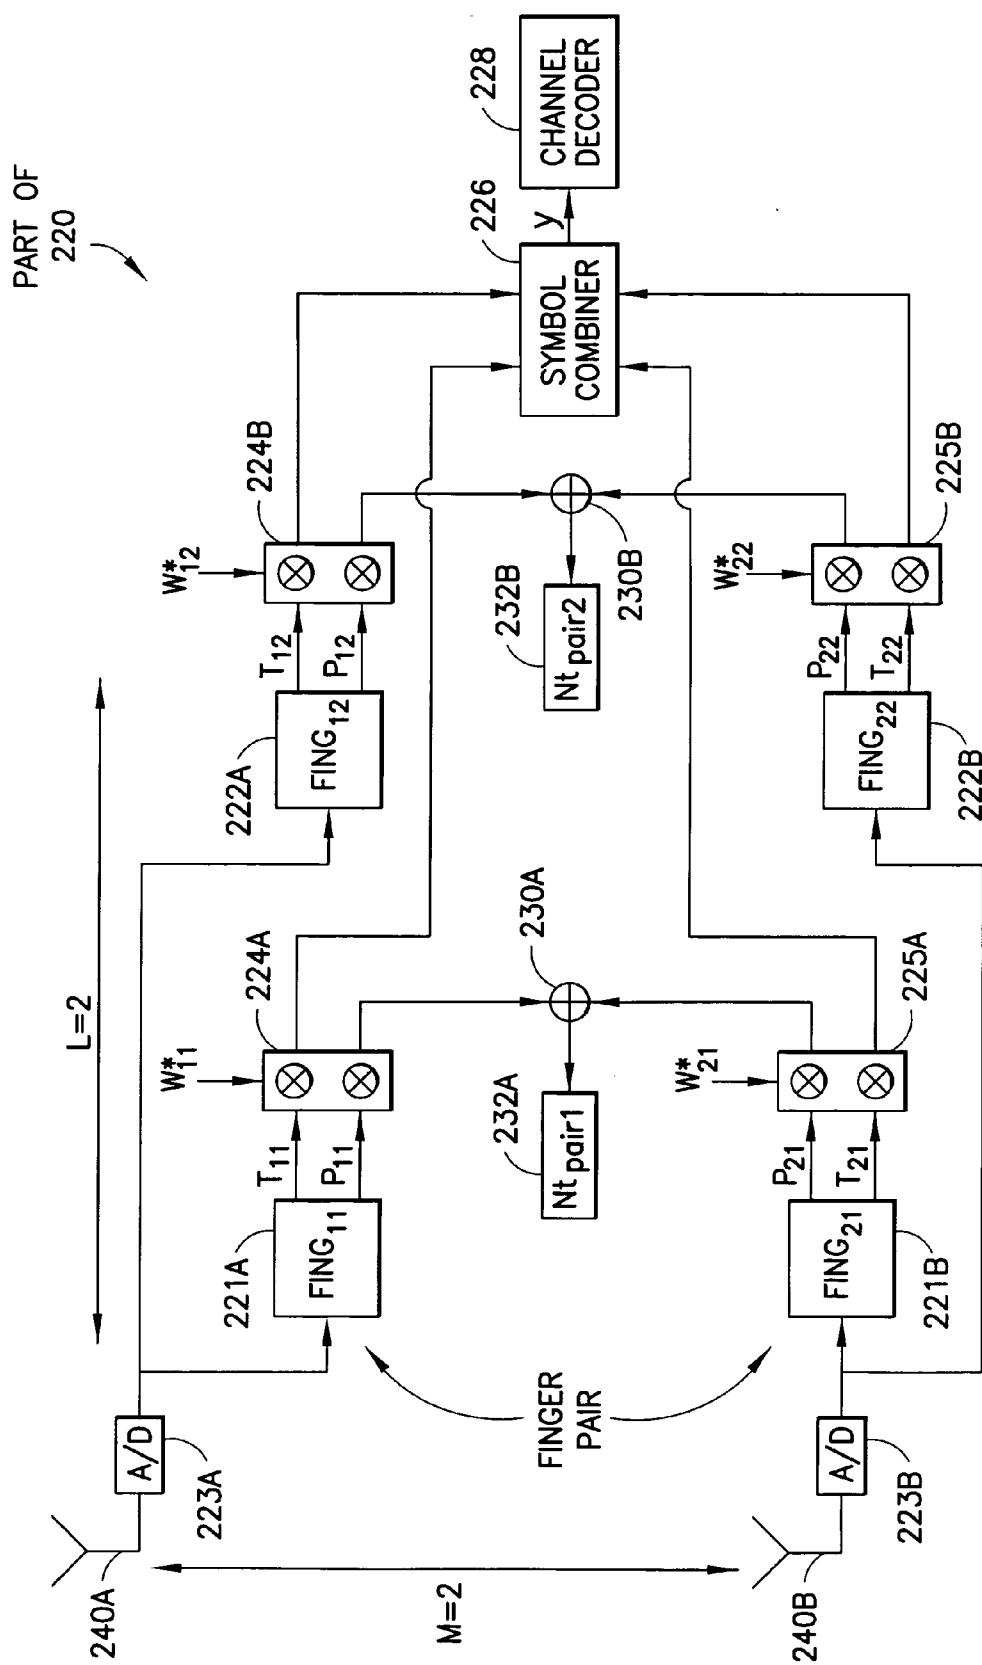 PART OF
220
L=2
M=2
240A
A/D
223A
221A
FING11
T11
P11
W*11
224A
222A
FING12
T12
P12
W*12
224B
FINGER
PAIR
232A
Ntpair1
230A
232B
Ntpair2
230B
SYMBOL
COMBINER
226
y
CHANNEL
DECODER
228
240B
A/D
223B
221B
FING21
P21
T21
W*21
225A
222B
FING22
P22
T22
W*22
225B